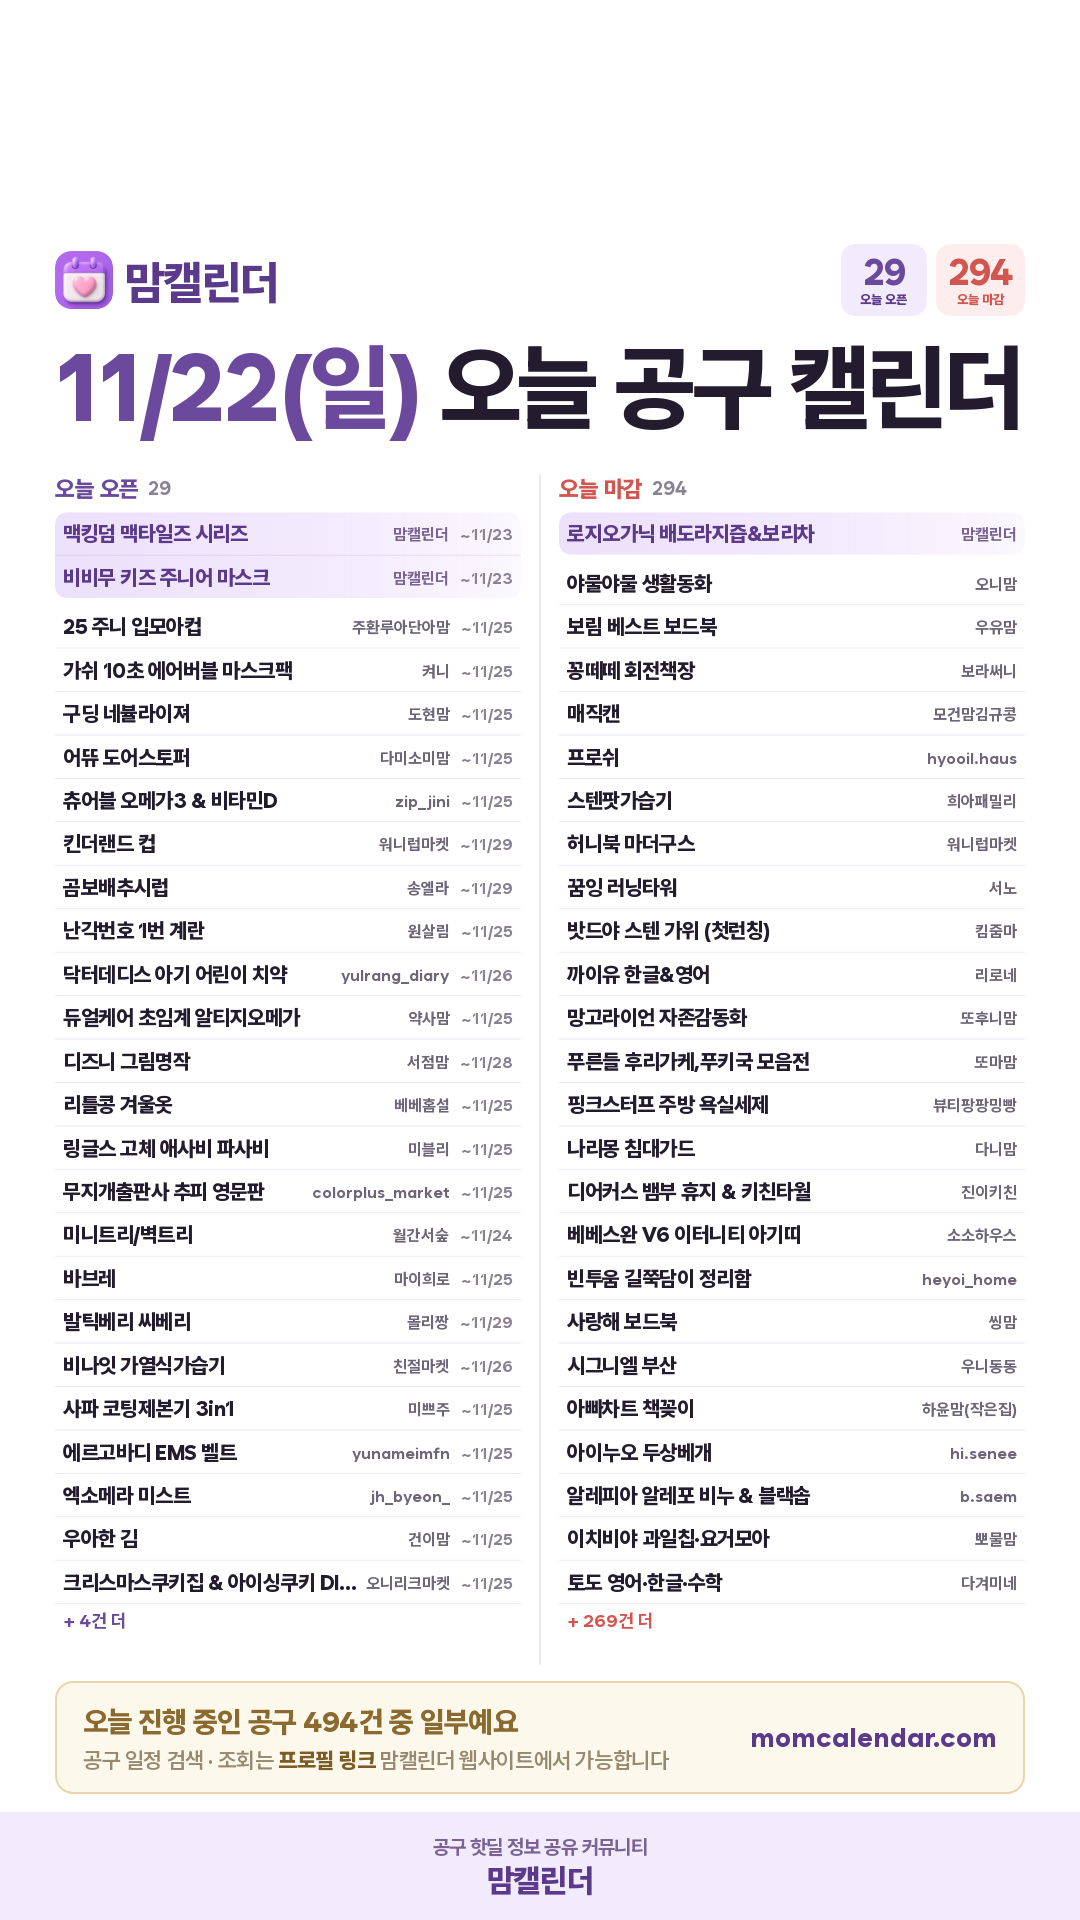 맘캘린더
29
오늘 오픈
294
오늘 마감
11/22(일) 오늘 공구 캘린더
오늘 오픈 29
맥킹덤 맥타일즈 시리즈 맘캘린더 ~11/23
비비무 키즈 주니어 마스크 맘캘린더 ~11/23
25 주니 입모아컵 주환루아단아맘 ~11/25
가쉬 10초 에어버블 마스크팩 켜니 ~11/25
구딩 네뷸라이져 도현맘 ~11/25
어뜌 도어스토퍼 다미소미맘 ~11/25
츄어블 오메가3 & 비타민D zip_jini ~11/25
킨더랜드 컵 워니럽마켓 ~11/29
곰보배추시럽 송엘라 ~11/29
난각번호 1번 계란 원살림 ~11/25
닥터데디스 아기 어린이 치약 yulrang_diary ~11/26
듀얼케어 초임계 알티지오메가 약사맘 ~11/25
디즈니 그림명작 서점맘 ~11/28
리틀콩 겨울옷 베베홈설 ~11/25
링글스 고체 애사비 파사비 미블리 ~11/25
무지개출판사 추피 영문판 colorplus_market ~11/25
미니트리/벽트리 월간서숲 ~11/24
바브레 마이희로 ~11/25
발틱베리 씨베리 몰리짱 ~11/29
비나잇 가열식가습기 친절마켓 ~11/26
사파 코팅제본기 3in1 미쁘주 ~11/25
에르고바디 EMS 벨트 yunameimfn ~11/25
엑소메라 미스트 jh_byeon_ ~11/25
우아한 김 건이맘 ~11/25
크리스마스쿠키집 & 아이싱쿠키 DI... 오니리크마켓 ~11/25
+ 4건 더
오늘 마감 294
로지오가닉 배도라지즙&보리차 맘캘린더
야물야물 생활동화 오니맘
보림 베스트 보드북 우유맘
꽁떼떼 회전책장 보라써니
매직캔 모건맘김규콩
프로쉬 hyooil.haus
스텐팟가습기 희아패밀리
허니북 마더구스 워니럽마켓
꿈잉 러닝타워 서노
밧드야 스텐 가위 (첫런칭) 킴줌마
까이유 한글&영어 리로네
망고라이언 자존감동화 또후니맘
푸른들 후리가케,푸키국 모음전 또마맘
핑크스터프 주방 욕실세제 뷰티팡팡밍빵
나리몽 침대가드 다니맘
디어커스 뱀부 휴지 & 키친타월 진이키친
베베스완 V6 이터니티 아기띠 소소하우스
빈투움 길쭉담이 정리함 heyoi_home
사랑해 보드북 씽맘
시그니엘 부산 우니동동
아빠차트 책꽂이 하윤맘(작은집)
아이누오 두상베개 hi.senee
알레피아 알레포 비누 & 블랙솝 b.saem
이치비야 과일칩·요거모아 뽀물맘
토도 영어·한글·수학 다겨미네
+ 269건 더
오늘 진행 중인 공구 494건 중 일부예요
공구 일정 검색 · 조회는 프로필 링크 맘캘린더 웹사이트에서 가능합니다
momcalendar.com
공구 핫딜 정보 공유 커뮤니티
맘캘린더